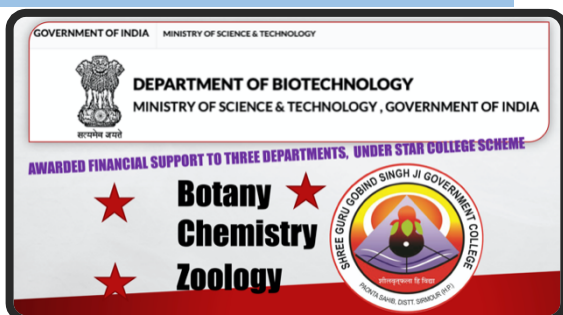 GOVERNMENT OF INDIA MINISTRY OF SCIENCE & TECHNOLOGY
DEPARTMENT OF BIOTECHNOLOGY
MINISTRY OF SCIENCE & TECHNOLOGY , GOVERNMENT OF INDIA
सत्यमेव जयते
AWARDED FINANCIAL SUPPORT TO THREE DEPARTMENTS, UNDER STAR COLLEGE SCHEME
Botany
Chemistry
Zoology
SHREE GURU GOBIND SINGH JI GOVERNMENT COLLEGE
शीलवृत्तफला हि विद्या
PAONTA SAHIB, DISTT. SIRMOUR (H.P.)